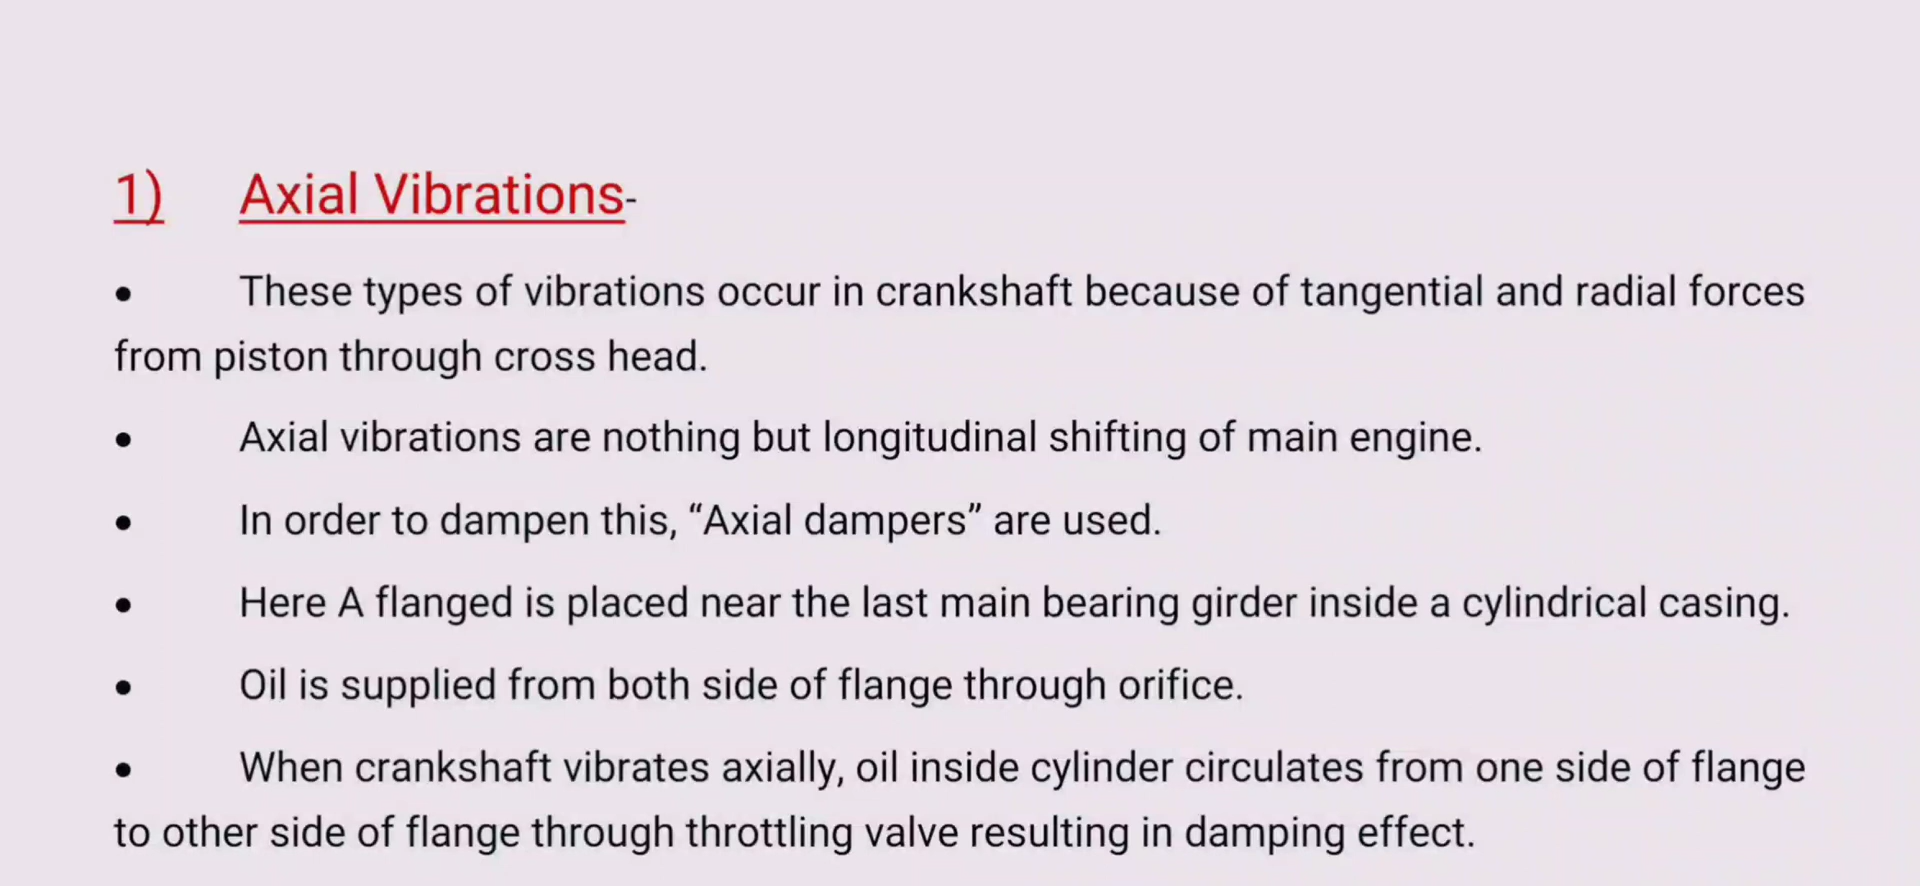 1) Axial Vibrations-
• These types of vibrations occur in crankshaft because of tangential and radial forces
from piston through cross head.
• Axial vibrations are nothing but longitudinal shifting of main engine.
• In order to dampen this, “Axial dampers” are used.
• Here A flanged is placed near the last main bearing girder inside a cylindrical casing.
• Oil is supplied from both side of flange through orifice.
• When crankshaft vibrates axially, oil inside cylinder circulates from one side of flange
to other side of flange through throttling valve resulting in damping effect.